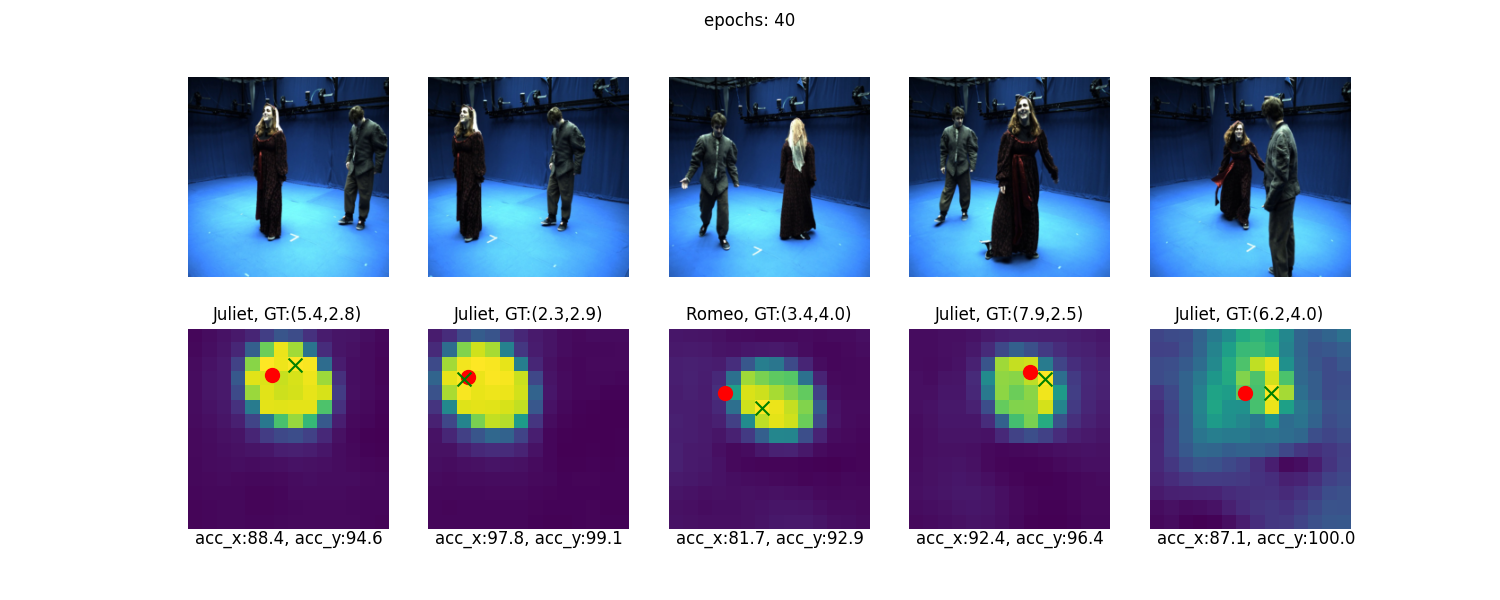 epochs: 40
Juliet, GT:(5.4,2.8)
Juliet, GT:(2.3,2.9)
Romeo, GT:(3.4,4.0)
Juliet, GT:(7.9,2.5)
Juliet, GT:(6.2,4.0)
acc_x:88.4, acc_y:94.6
acc_x:97.8, acc_y:99.1
acc_x:81.7, acc_y:92.9
acc_x:92.4, acc_y:96.4
acc_x:87.1, acc_y:100.0